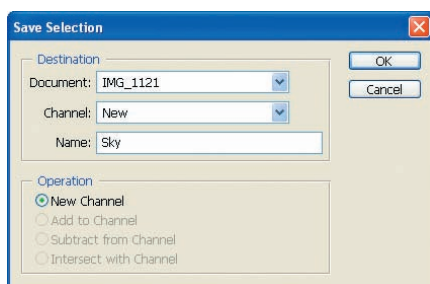 Save Selection
Destination
Document: IMG_1121
Channel: New
Name: Sky
OK
Cancel
Operation
New Channel
Add to Channel
Subtract from Channel
Intersect with Channel